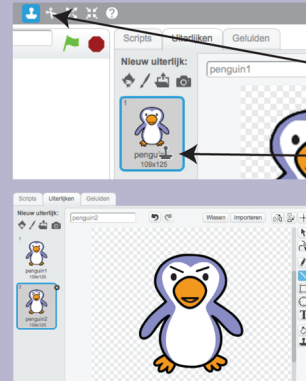 Scripts Uiterlijken Geluiden
Nieuw uiterlijk:
penguin1
1
109x125
Scripts Uiterlijken Geluiden
Nieuw uiterlijk:
penguin2
Wissen Importeren
1
penguin1
109x125
2
penguin2
109x125
T